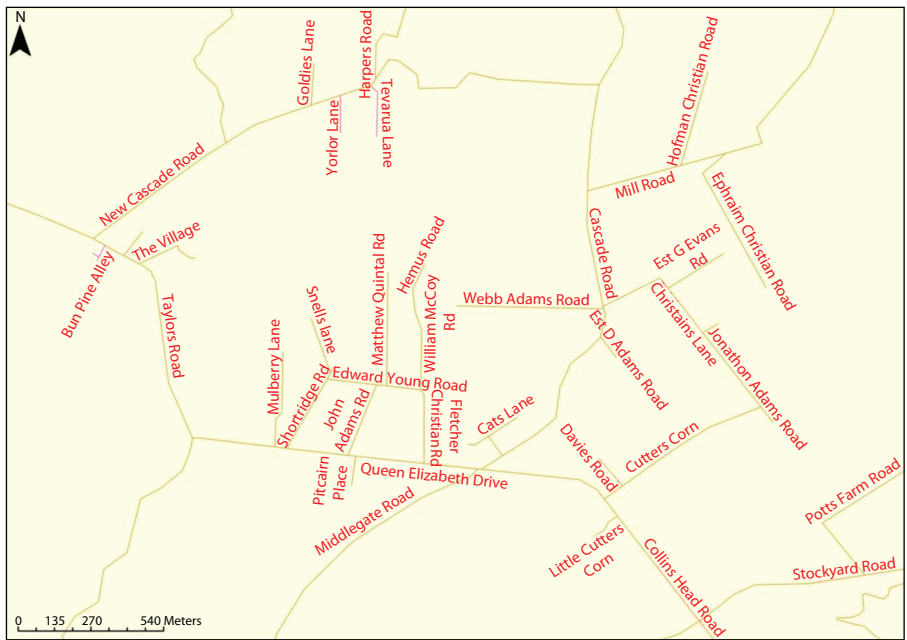 N
Goldies Lane
Harpers Road
Yorlor Lane
Tevarua Lane
Hofman Christian Road
New Cascade Road
Mill Road
Ephraim Christian Road
The Village
Bun Pine Alley
Cascade Road
Est G Evans
Rd
Taylors Road
Snells lane
Matthew Quintal Rd
Hemus Road
William McCoy
Rd
Webb Adams Road
Christains Lane
Est D Adams Road
Jonathon Adams Road
Mulberry Lane
Shortridge Rd
Edward Young Road
John
Adams Rd
Fletcher
Christian Rd
Cats Lane
Davies Road
Cutters Corn
Pitcairn
Place
Queen Elizabeth Drive
Middlegate Road
Potts Farm Road
Little Cutters
Corn
Collins Head Road
Stockyard Road
0 135 270 540 Meters